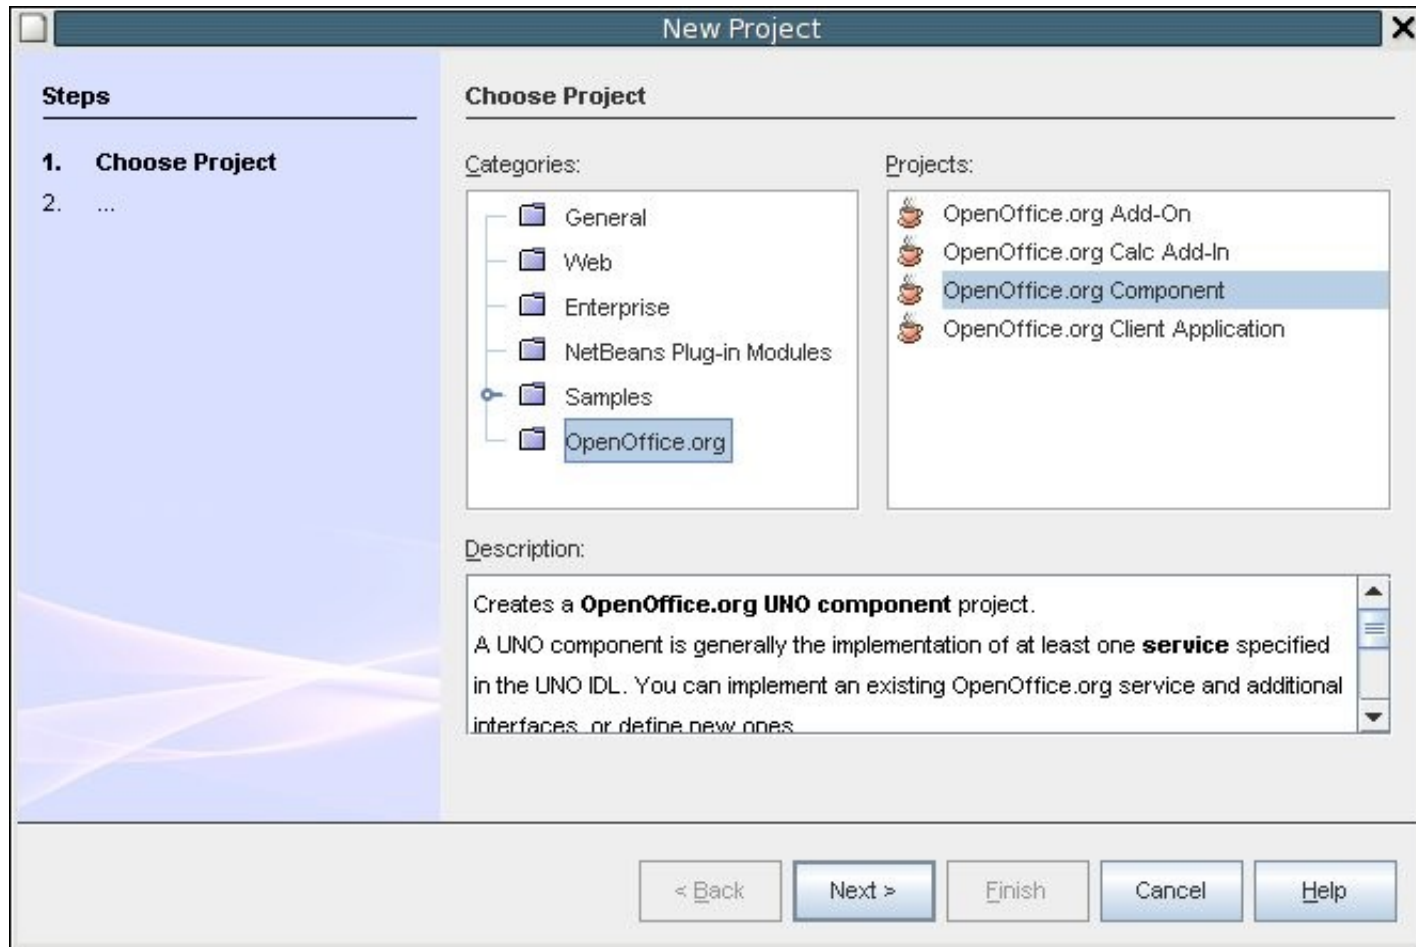 New Project
Steps
1. Choose Project
2. ...
Choose Project
Categories:
General
Web
Enterprise
NetBeans Plug-in Modules
Samples
OpenOffice.org
Projects:
OpenOffice.org Add-On
OpenOffice.org Calc Add-In
OpenOffice.org Component
OpenOffice.org Client Application
Description:
Creates a OpenOffice.org UNO component project.
A UNO component is generally the implementation of at least one service specified
in the UNO IDL. You can implement an existing OpenOffice.org service and additional
interfaces, or define new ones
< Back
Next >
Finish
Cancel
Help